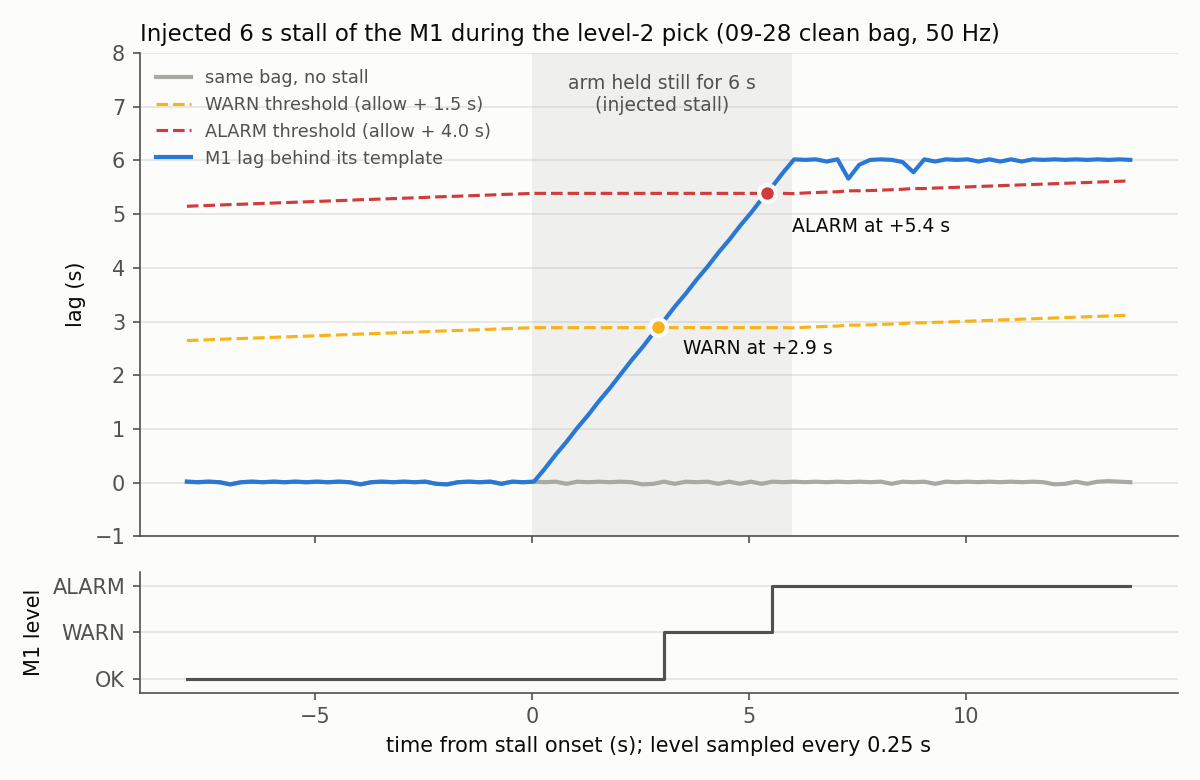 Injected 6 s stall of the M1 during the level-2 pick (09-28 clean bag, 50 Hz)
same bag, no stall
WARN threshold (allow + 1.5 s)
ALARM threshold (allow + 4.0 s)
M1 lag behind its template
arm held still for 6 s
(injected stall)
ALARM at +5.4 s
WARN at +2.9 s
lag (s)
8
7
6
5
4
3
2
1
0
−1
M1 level
ALARM
WARN
OK
−5
0
5
10
time from stall onset (s); level sampled every 0.25 s